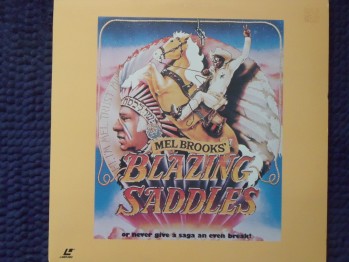 MEL BROOKS'
BLAZING
SADDLES
or never give a saga an even break!